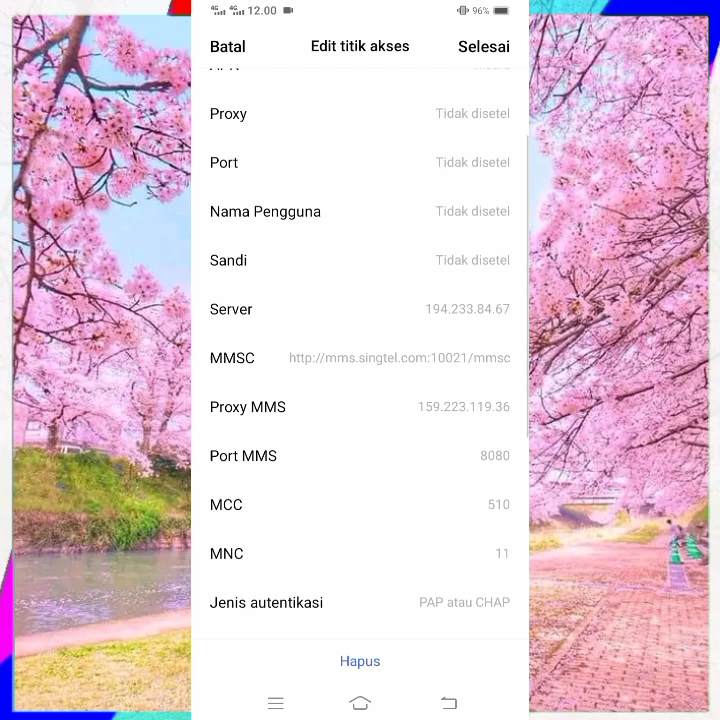 4G 4G 12.00 96%
Batal Edit titik akses Selesai
Proxy Tidak disetel
Port Tidak disetel
Nama Pengguna Tidak disetel
Sandi Tidak disetel
Server 194.233.84.67
MMSC http://mms.singtel.com:10021/mmsc
Proxy MMS 159.223.119.36
Port MMS 8080
MCC 510
MNC 11
Jenis autentikasi PAP atau CHAP
Hapus